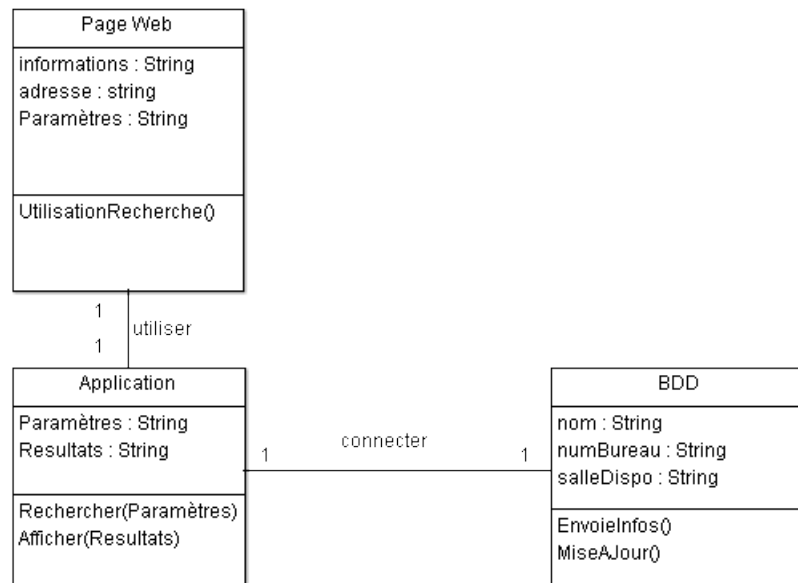 Page Web
informations : String
adresse : string
Paramètres : String
UtilisationRecherche()
1
utiliser
1
Application
Paramètres : String
Resultats : String
Rechercher(Paramètres)
Afficher(Resultats)
1
connecter
1
BDD
nom : String
numBureau : String
salleDispo : String
EnvoieInfos()
MiseAJour()